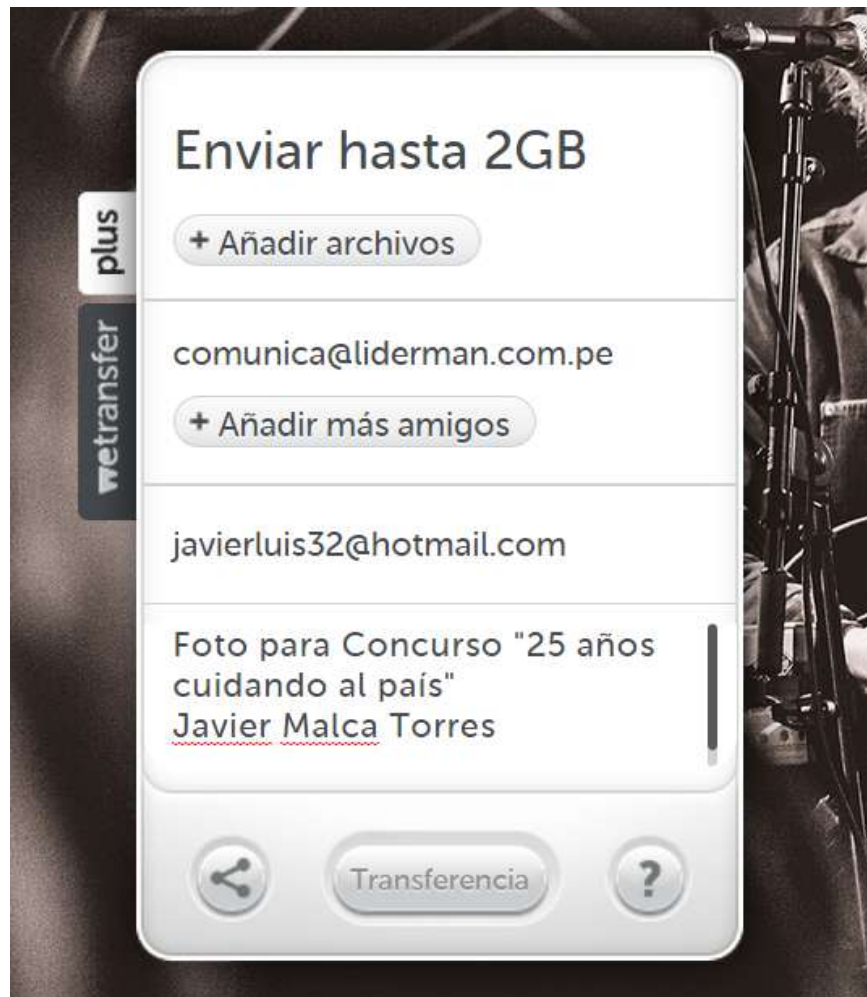 Enviar hasta 2GB
+ Añadir archivos
plus
wetransfer
comunica@liderman.com.pe
+ Añadir más amigos
javierluis32@hotmail.com
Foto para Concurso "25 años
cuidando al país"
Javier Malca Torres
Transferencia
?